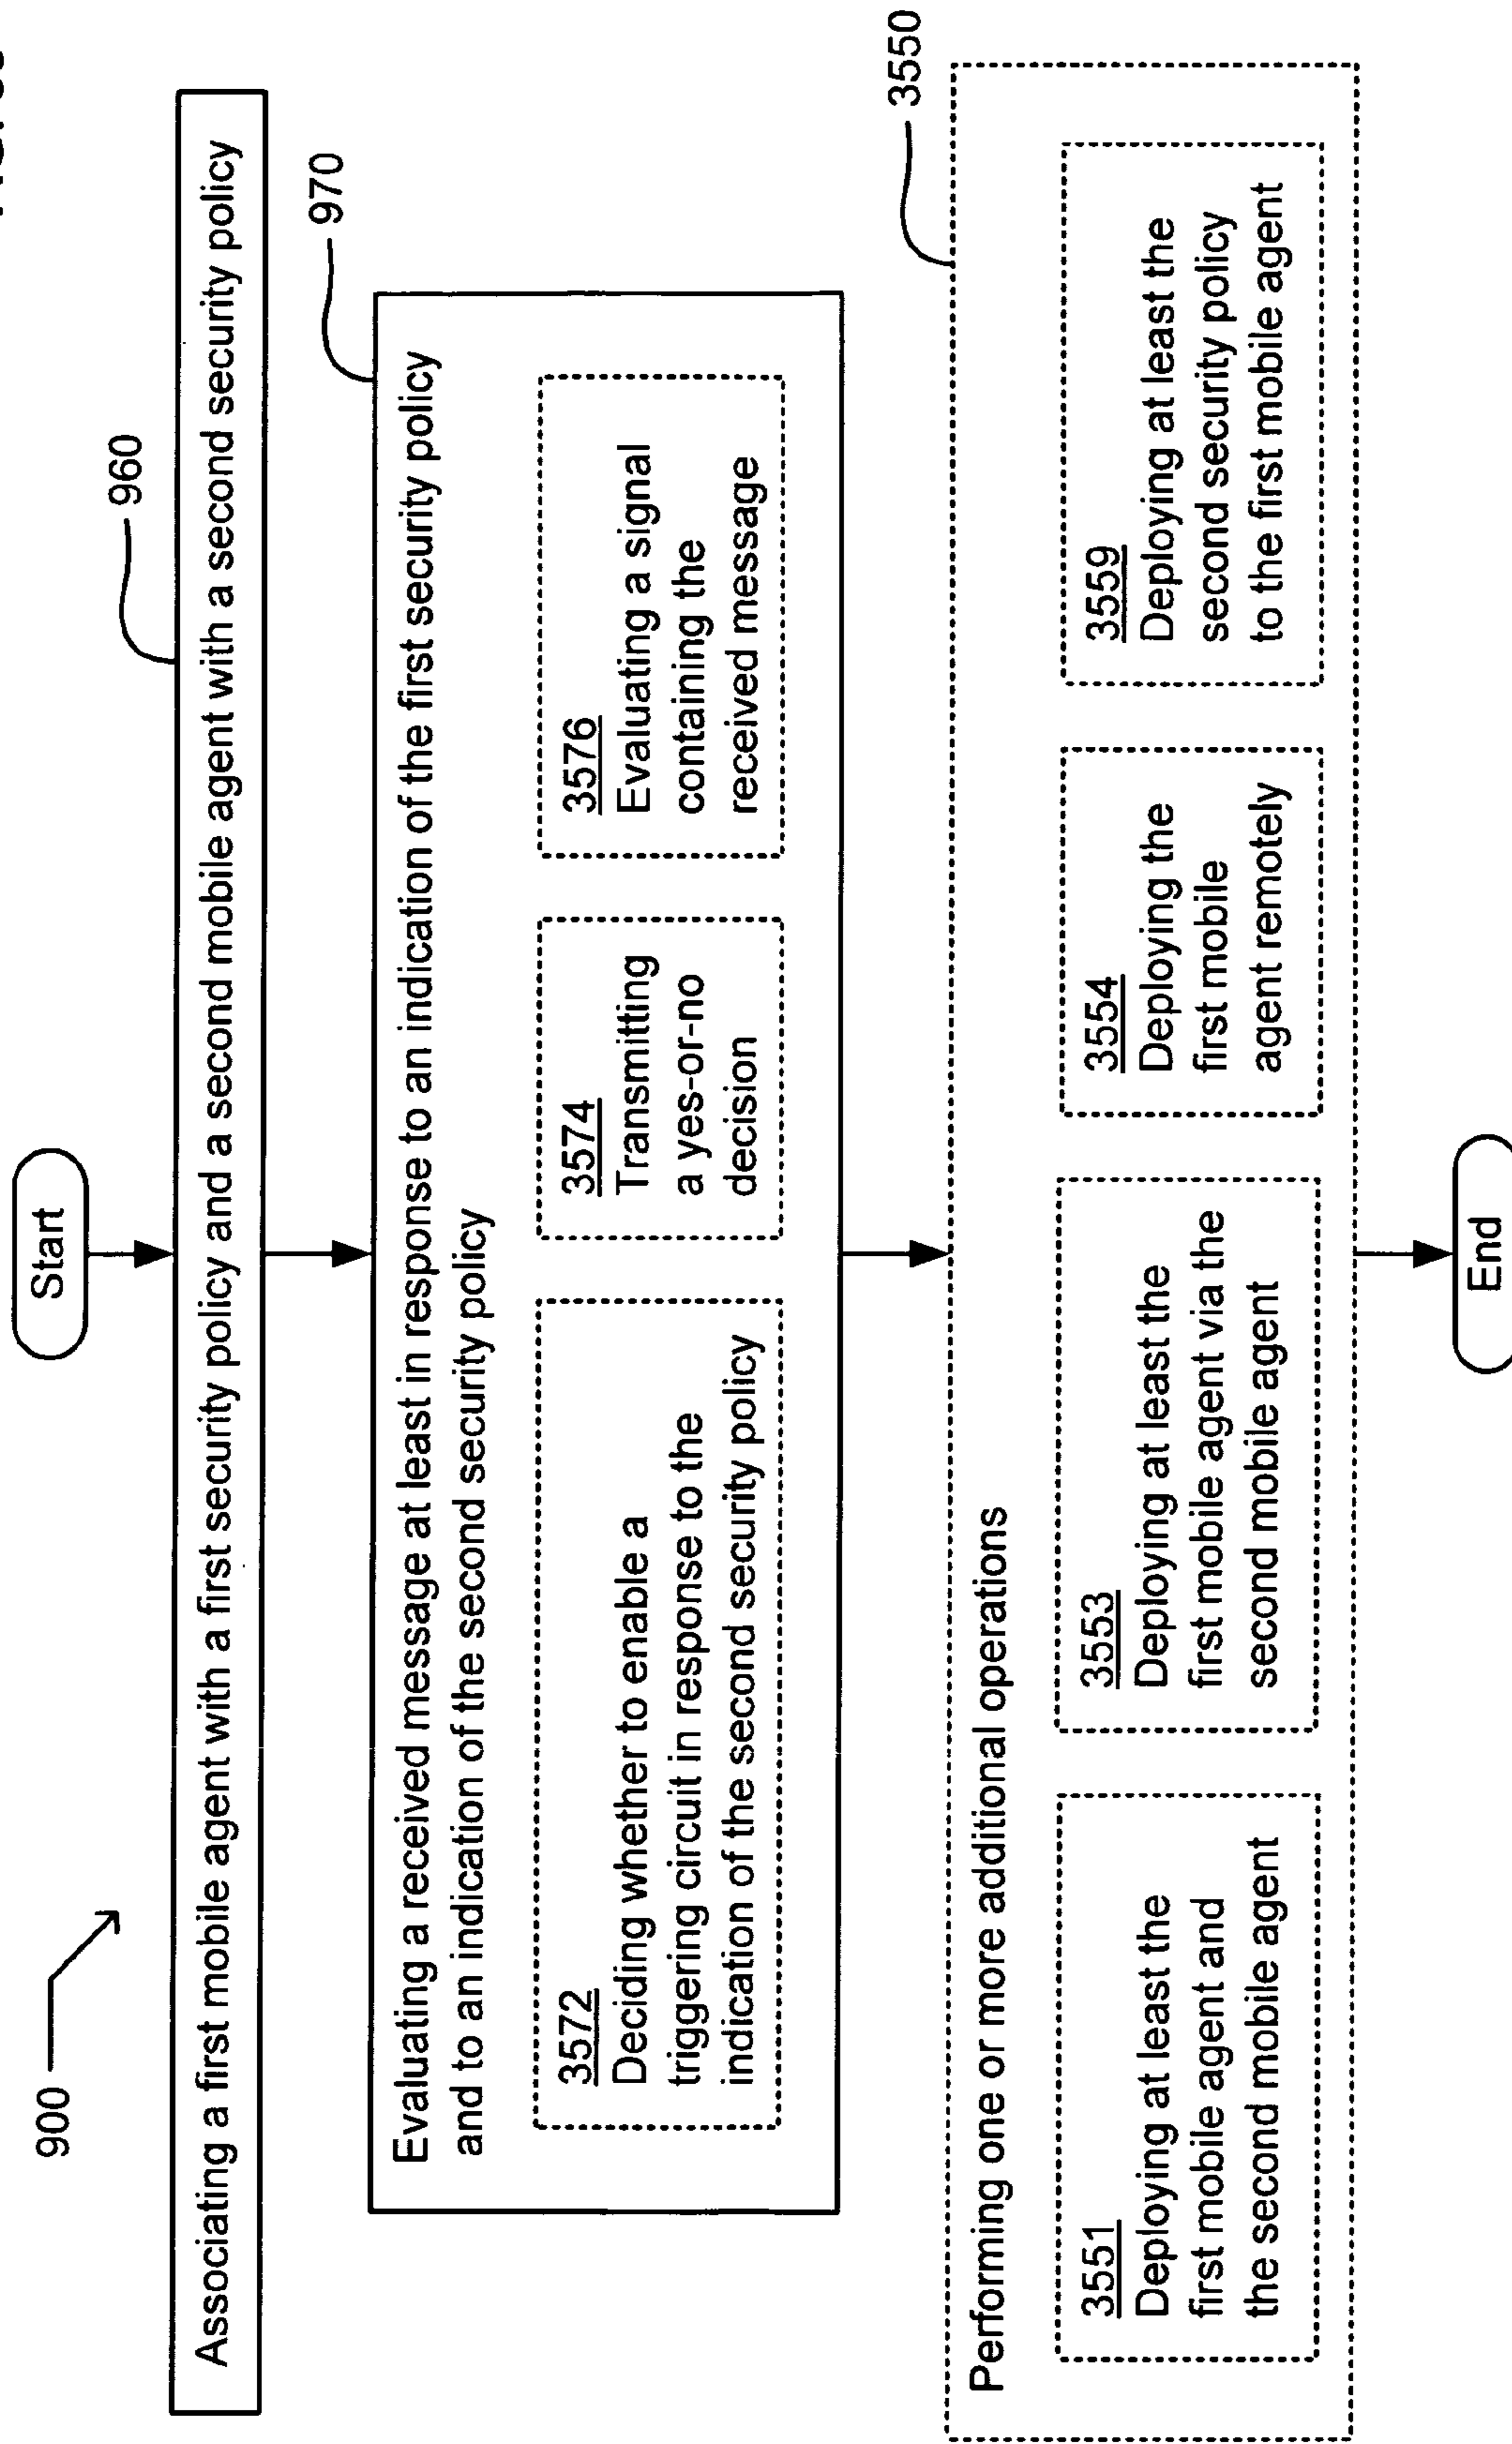 900
Start
960
Associating a first mobile agent with a first security policy and a second mobile agent with a second security policy
970
Evaluating a received message at least in response to an indication of the first security policy
and to an indication of the second security policy
3572
Deciding whether to enable a
triggering circuit in response to the
indication of the second security policy
3574
Transmitting
a yes-or-no
decision
3576
Evaluating a signal
containing the
received message
3550
Performing one or more additional operations
3551
Deploying at least the
first mobile agent and
the second mobile agent
3553
Deploying at least the
first mobile agent via the
second mobile agent
3554
Deploying the
first mobile
agent remotely
3559
Deploying at least the
second security policy
to the first mobile agent
End